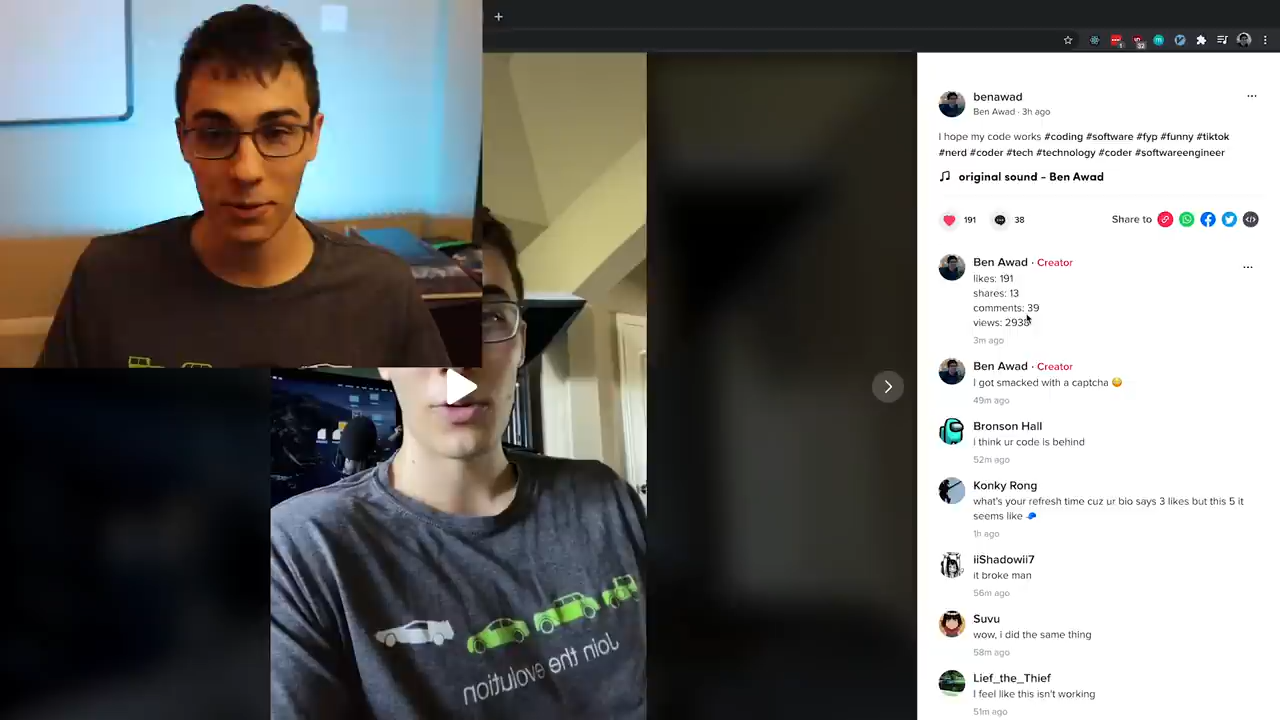 benawad
Ben Awad · 3h ago
I hope my code works #coding #software #fyp #funny #tiktok
#nerd #coder #tech #technology #coder #softwareengineer
original sound - Ben Awad
191
38
Share to
Ben Awad · Creator
likes: 191
shares: 13
comments: 39
views: 2938
3m ago
Ben Awad · Creator
I got smacked with a captcha 😳
49m ago
Bronson Hall
i think ur code is behind
52m ago
Konky Rong
what's your refresh time cuz ur bio says 3 likes but this 5 it
seems like 🧢
1h ago
iiShadowii7
it broke man
56m ago
Suvu
wow, i did the same thing
58m ago
Lief_the_Thief
I feel like this isn't working
51m ago
Join the evolution